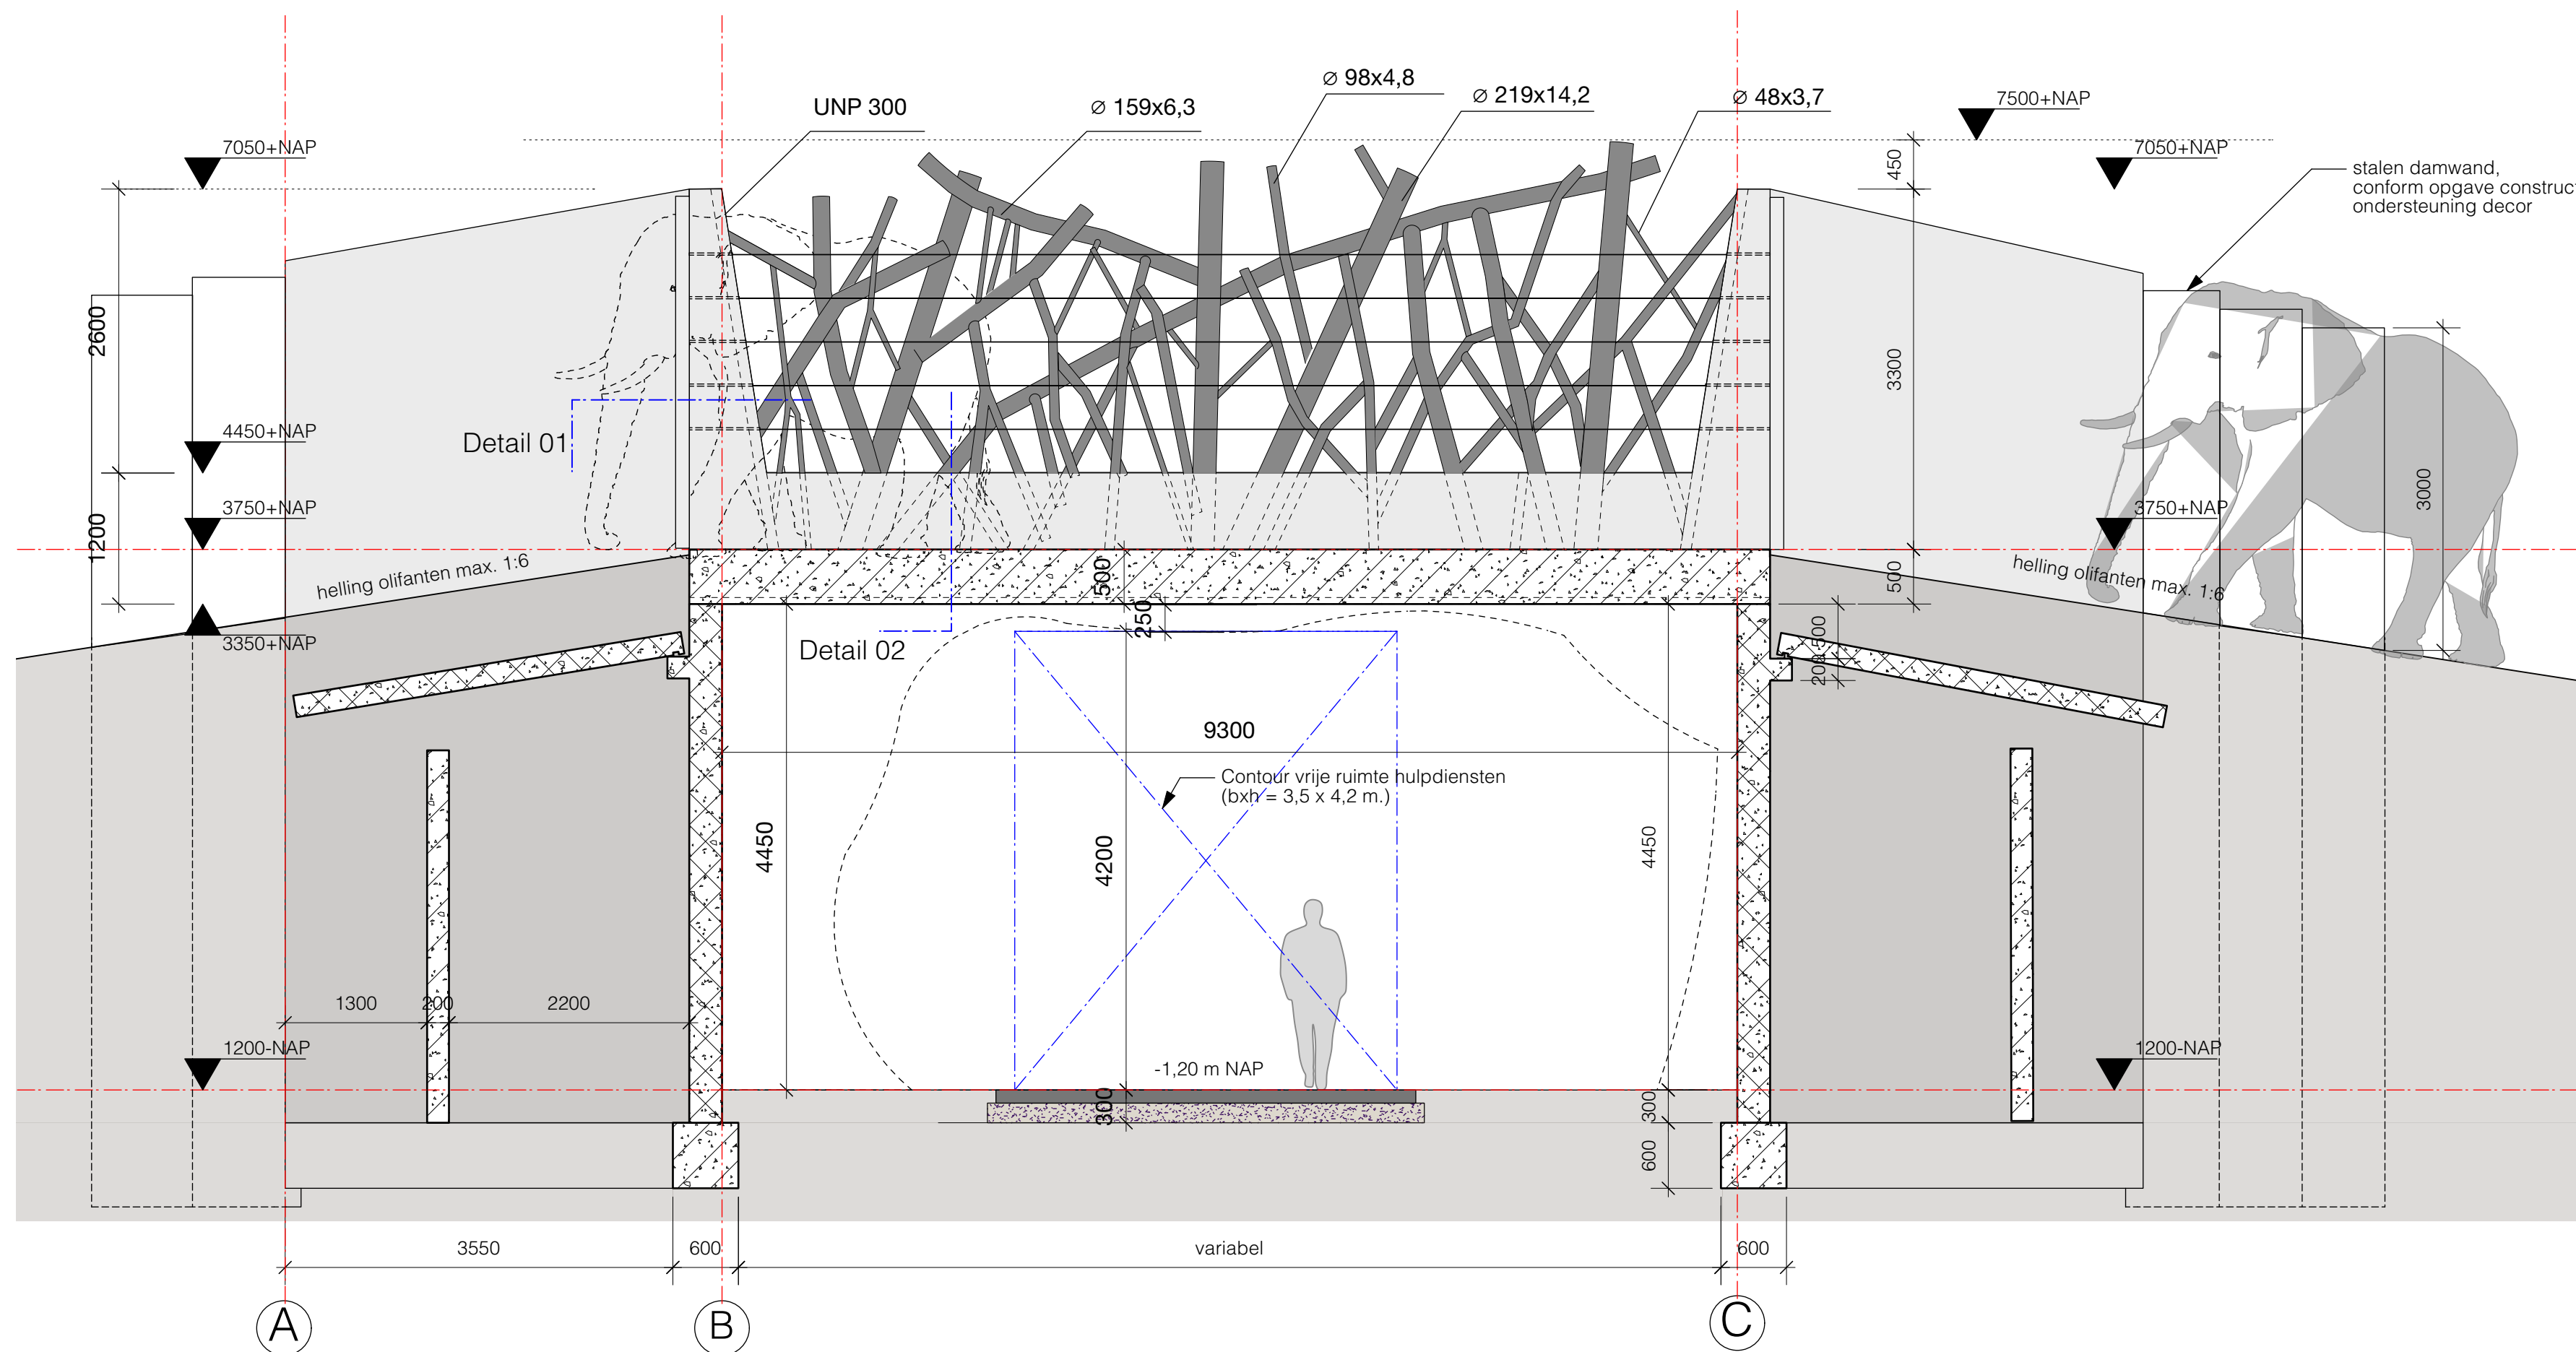 UNP 300
⌀ 159x6,3
⌀ 98x4,8
⌀ 219x14,2
⌀ 48x3,7
7500+NAP
7050+NAP
7050+NAP
450
stalen damwand,
conform opgave construc
ondersteuning decor
2600
3300
4450+NAP
Detail 01
3000
3750+NAP
3750+NAP
1200
helling olifanten max. 1:6
helling olifanten max. 1:6
500
500
250
3350+NAP
Detail 02
500
200
9300
Contour vrije ruimte hulpdiensten
(bxh = 3,5 x 4,2 m.)
4450
4200
4450
1300
200
2200
1200-NAP
-1,20 m NAP
1200-NAP
300
300
600
3550
600
variabel
600
A
B
C